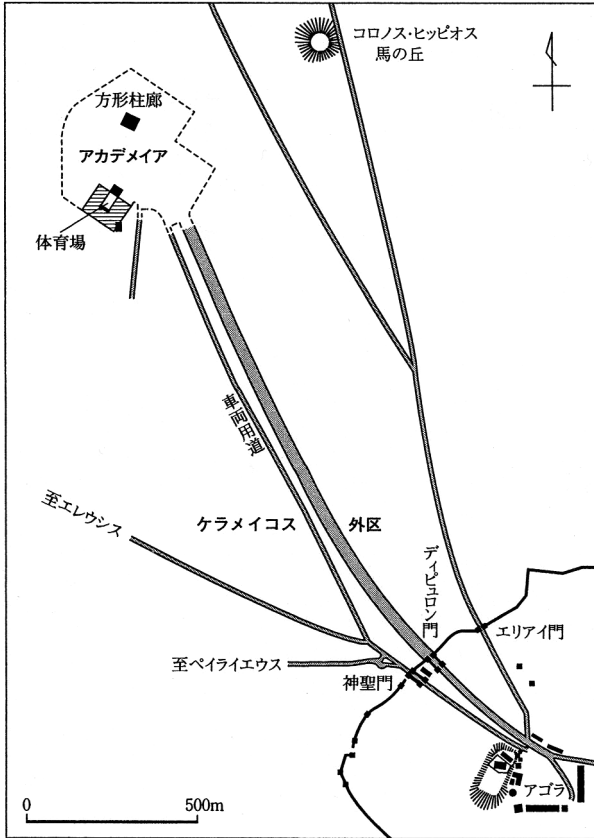 コロノス・ヒッピオス
馬の丘
方形柱廊
アカデメイア
体育場
車両用道
至エレウシス
ケラメイコス 外区
ディピュロン門
エリアイ門
至ペイライエウス
神聖門
アゴラ
0 500m